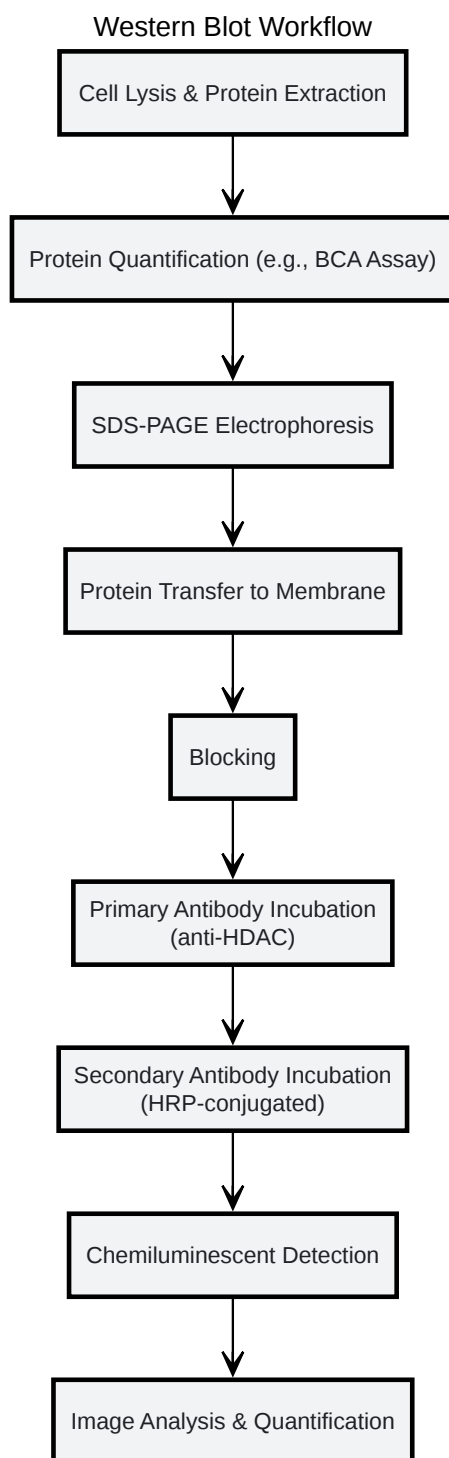 Western Blot Workflow
Cell Lysis & Protein Extraction
Protein Quantification (e.g., BCA Assay)
SDS-PAGE Electrophoresis
Protein Transfer to Membrane
Blocking
Primary Antibody Incubation
(anti-HDAC)
Secondary Antibody Incubation
(HRP-conjugated)
Chemiluminescent Detection
Image Analysis & Quantification